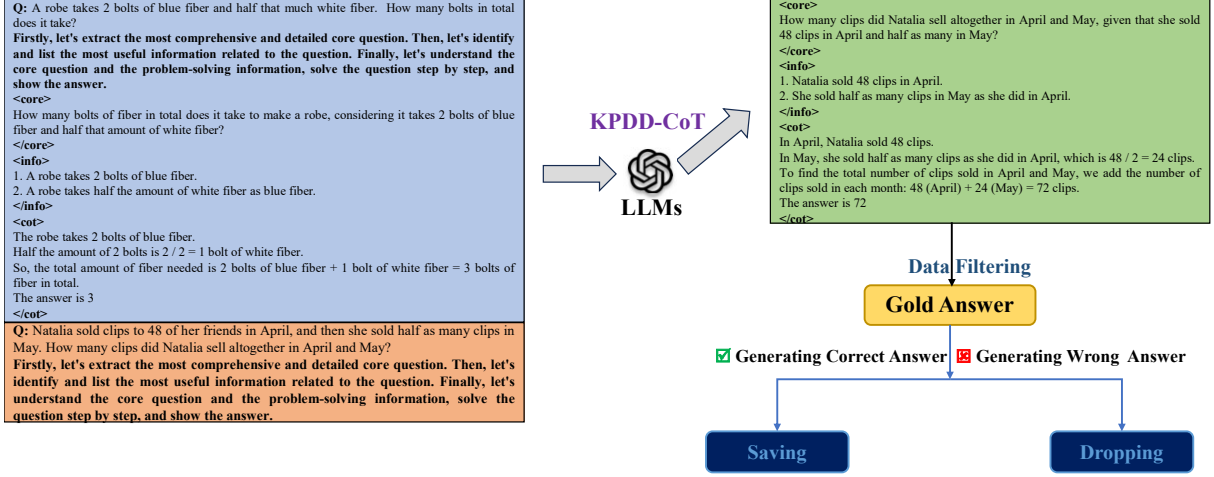 Q: A robe takes 2 bolts of blue fiber and half that much white fiber. How many bolts in total
does it take?
Firstly, let's extract the most comprehensive and detailed core question. Then, let's identify
and list the most useful information related to the question. Finally, let's understand the
core question and the problem-solving information, solve the question step by step, and
show the answer.
<core>
How many bolts of fiber in total does it take to make a robe, considering it takes 2 bolts of blue
fiber and half that amount of white fiber?
</core>
<info>
1. A robe takes 2 bolts of blue fiber.
2. A robe takes half the amount of white fiber as blue fiber.
</info>
<cot>
The robe takes 2 bolts of blue fiber.
Half the amount of 2 bolts is 2 / 2 = 1 bolt of white fiber.
So, the total amount of fiber needed is 2 bolts of blue fiber + 1 bolt of white fiber = 3 bolts of
fiber in total.
The answer is 3
</cot>
Q: Natalia sold clips to 48 of her friends in April, and then she sold half as many clips in
May. How many clips did Natalia sell altogether in April and May?
Firstly, let's extract the most comprehensive and detailed core question. Then, let's
identify and list the most useful information related to the question. Finally, let's
understand the core question and the problem-solving information, solve the
question step by step, and show the answer.
KPDD-CoT
LLMs
<core>
How many clips did Natalia sell altogether in April and May, given that she sold
48 clips in April and half as many in May?
</core>
<info>
1. Natalia sold 48 clips in April.
2. She sold half as many clips in May as she did in April.
</info>
<cot>
In April, Natalia sold 48 clips.
In May, she sold half as many clips as she did in April, which is 48 / 2 = 24 clips.
To find the total number of clips sold in April and May, we add the number of
clips sold in each month: 48 (April) + 24 (May) = 72 clips.
The answer is 72
</cot>
Data Filtering
Gold Answer
Generating Correct Answer
Generating Wrong Answer
Saving
Dropping